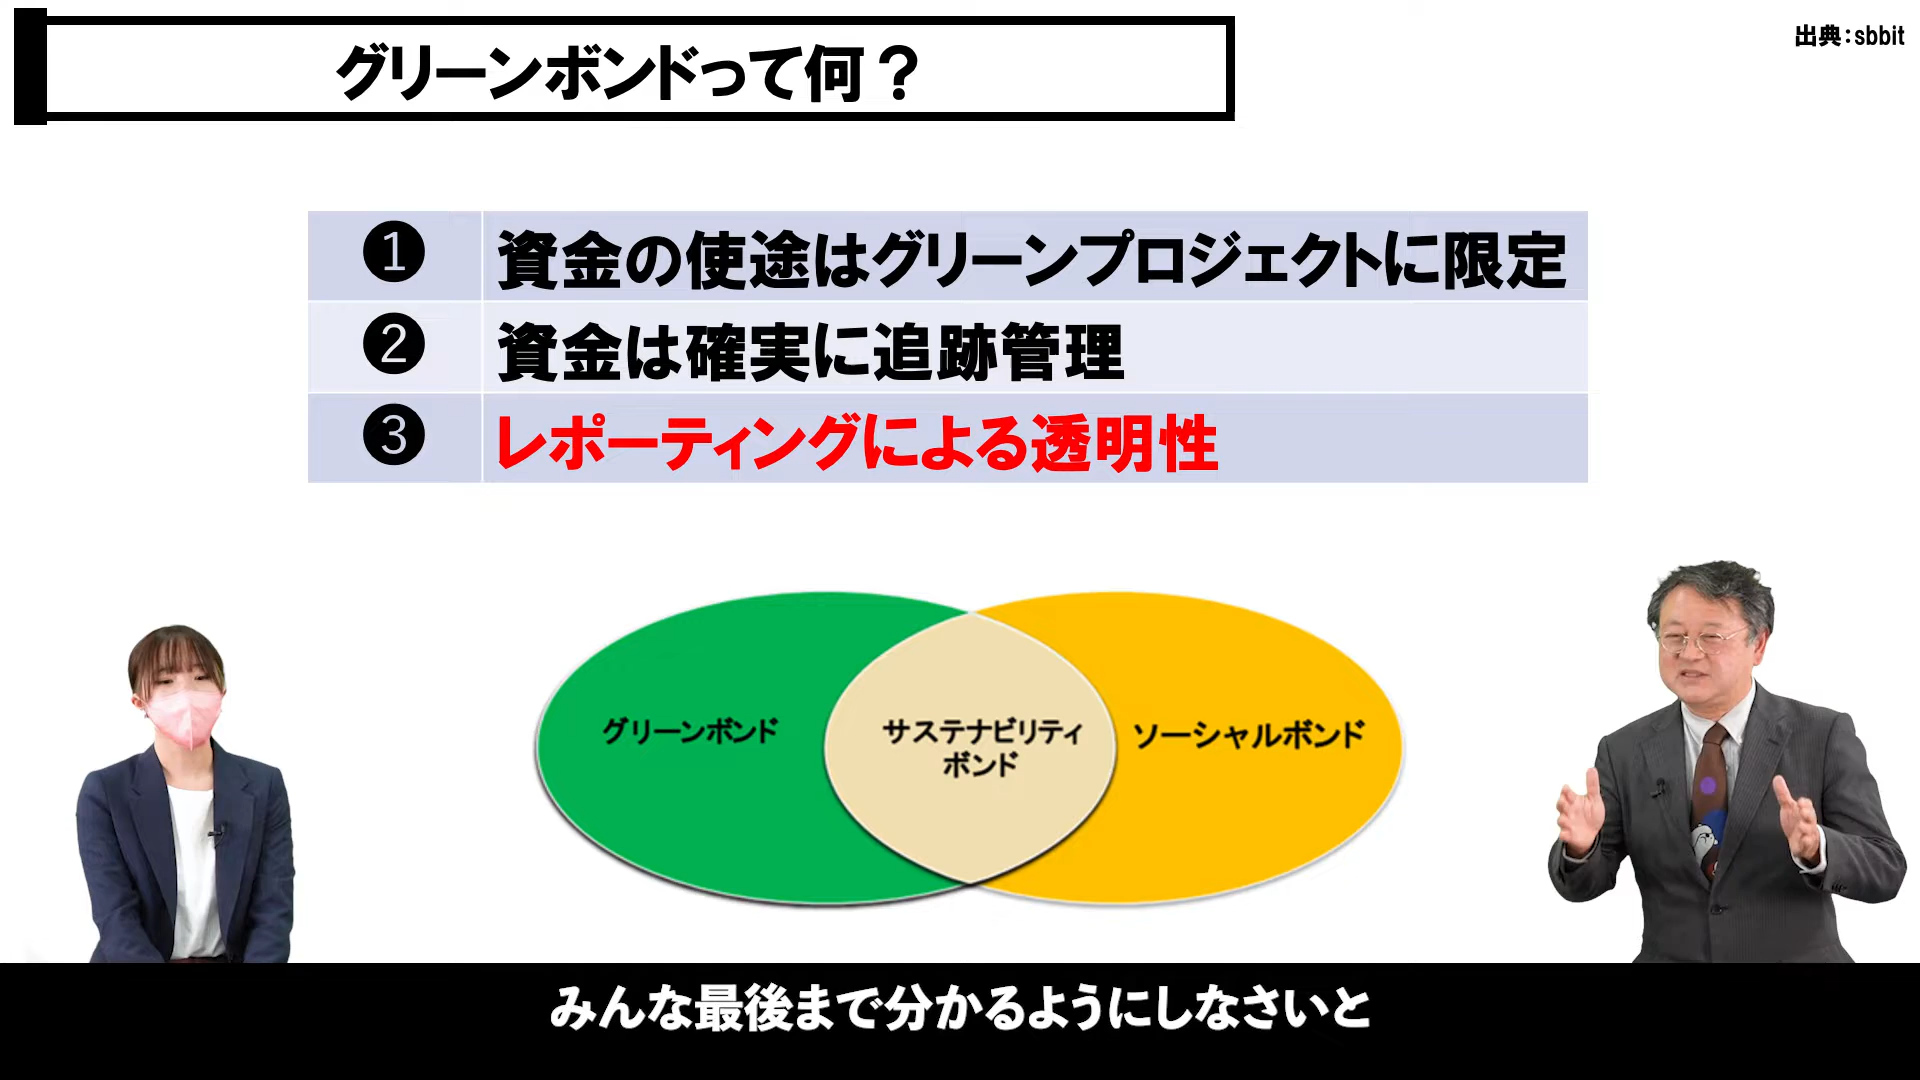 グリーンボンドって何？
出典：sbbit
❶ 資金の使途はグリーンプロジェクトに限定
❷ 資金は確実に追跡管理
❸ レポーティングによる透明性
グリーンボンド
サステナビリティ
ボンド
ソーシャルボンド
みんな最後まで分かるようにしなさいと